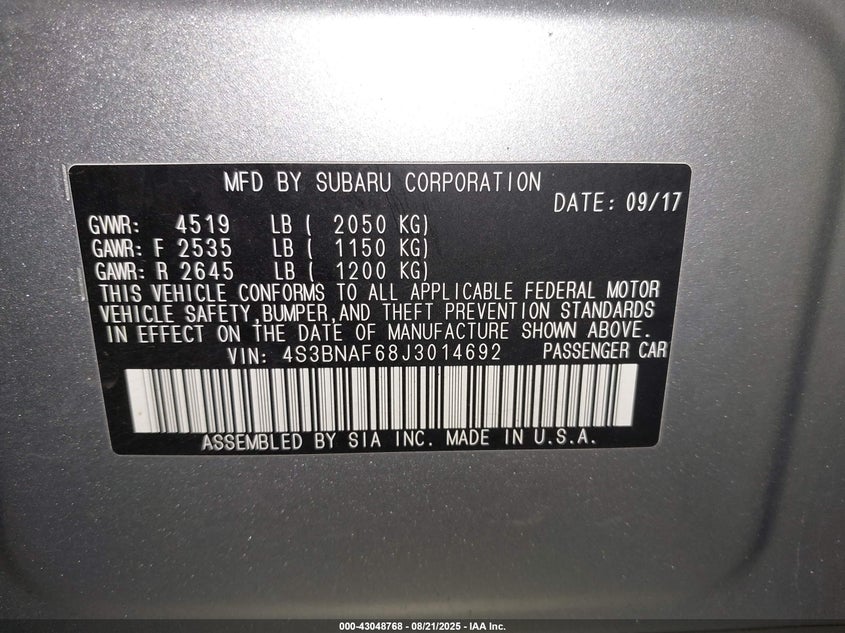 MFD BY SUBARU CORPORATION
DATE: 09/17
GVWR: 4519 LB ( 2050 KG)
GAWR: F 2535 LB ( 1150 KG)
GAWR: R 2645 LB ( 1200 KG)
THIS VEHICLE CONFORMS TO ALL APPLICABLE FEDERAL MOTOR
VEHICLE SAFETY,BUMPER,AND THEFT PREVENTION STANDARDS
IN EFFECT ON THE DATE OF MANUFACTURE SHOWN ABOVE.
VIN: 4S3BNAF68J3014692 PASSENGER CAR
ASSEMBLED BY SIA INC. MADE IN U.S.A.
000-43048768 - 08/21/2025 - IAA Inc.